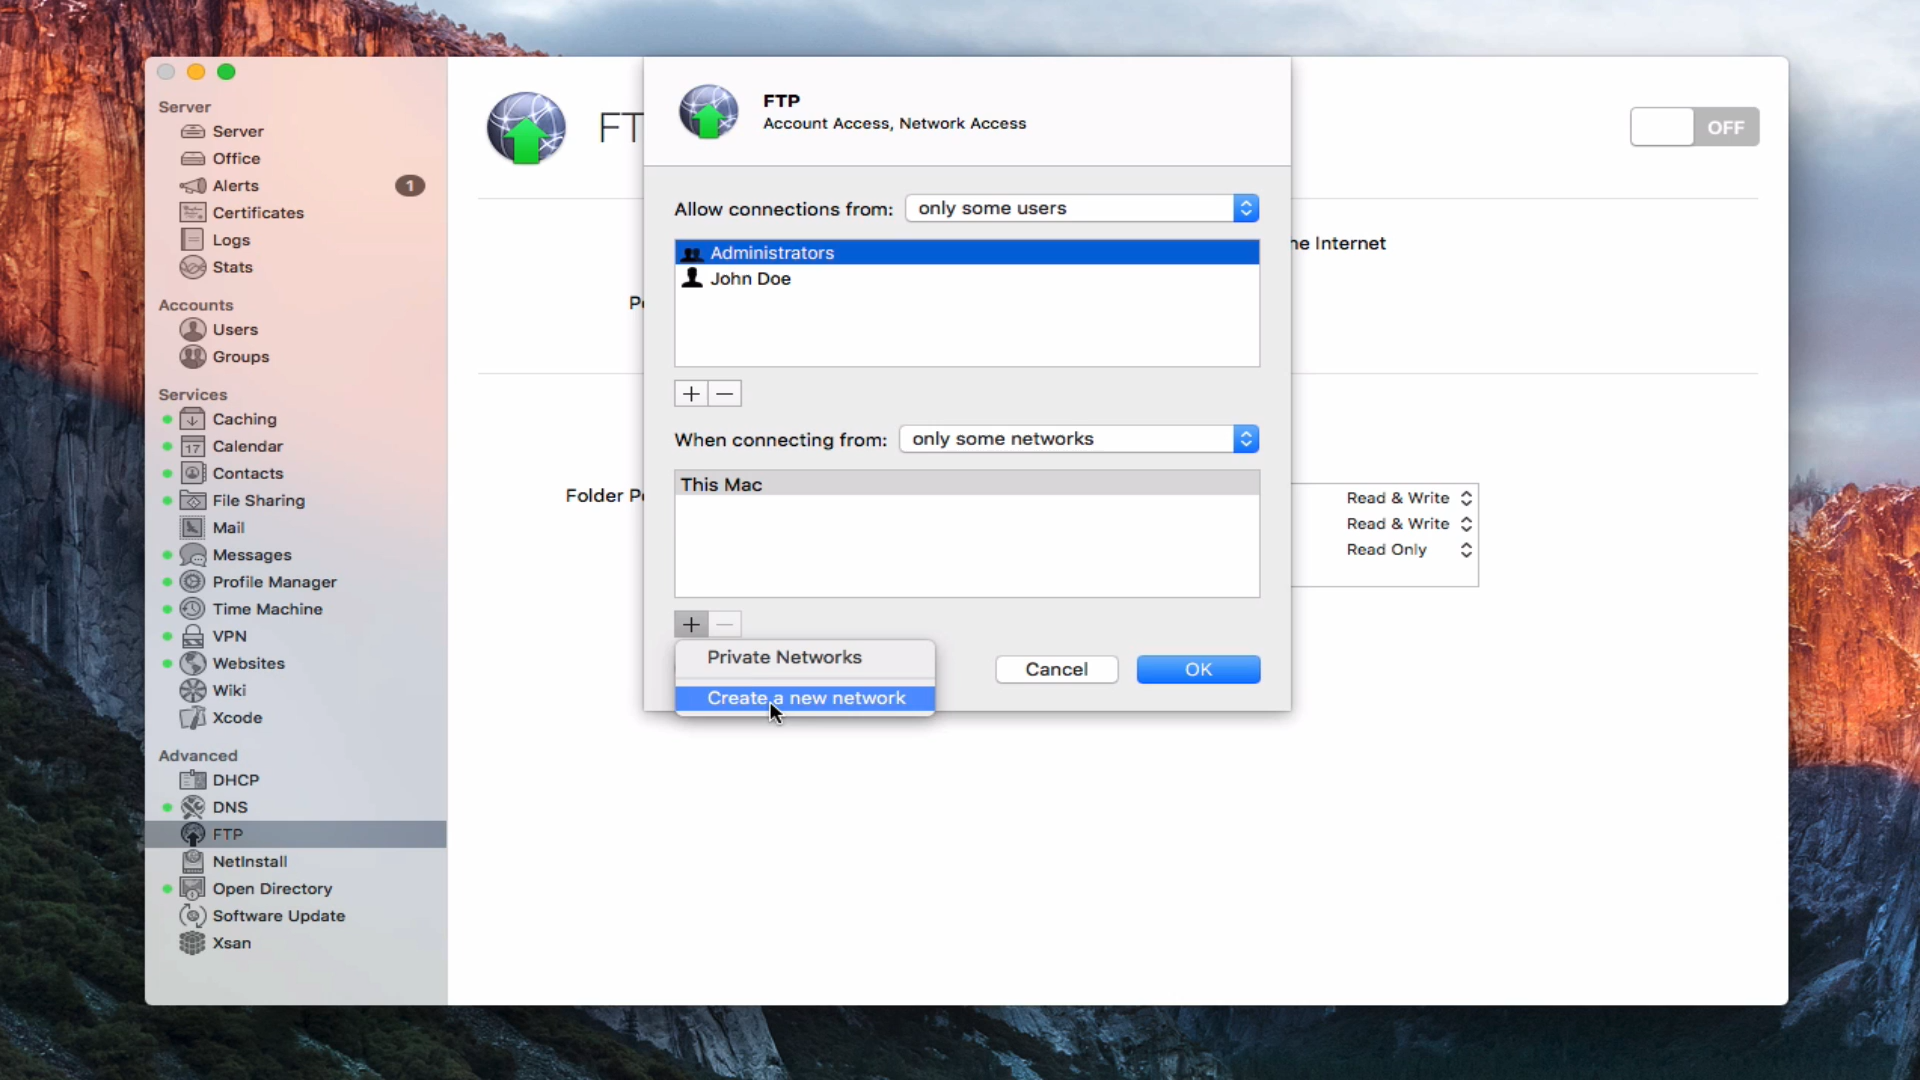 Server
Server
Office
Alerts 1
Certificates
Logs
Stats
Accounts
Users
Groups
Services
Caching
17 Calendar
Contacts
File Sharing
Mail
Messages
Profile Manager
Time Machine
VPN
Websites
Wiki
Xcode
Advanced
DHCP
DNS
FTP
NetInstall
Open Directory
Software Update
Xsan
FT
OFF
he Internet
P
Folder P
Read & Write
Read & Write
Read Only
FTP
Account Access, Network Access
Allow connections from: only some users
Administrators
John Doe
+ −
When connecting from: only some networks
This Mac
+ −
Private Networks
Create a new network
Cancel
OK